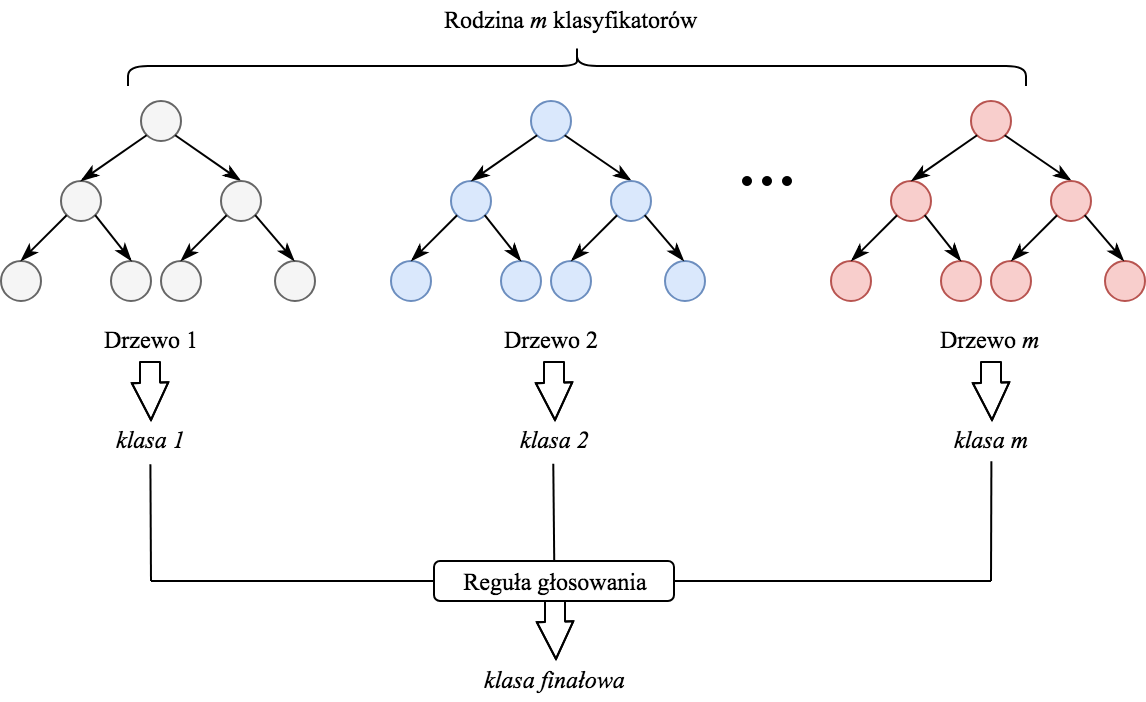 Rodzina m klasyfikatorów
Drzewo 1
Drzewo 2
Drzewo m
klasa 1
klasa 2
klasa m
Reguła głosowania
klasa finałowa